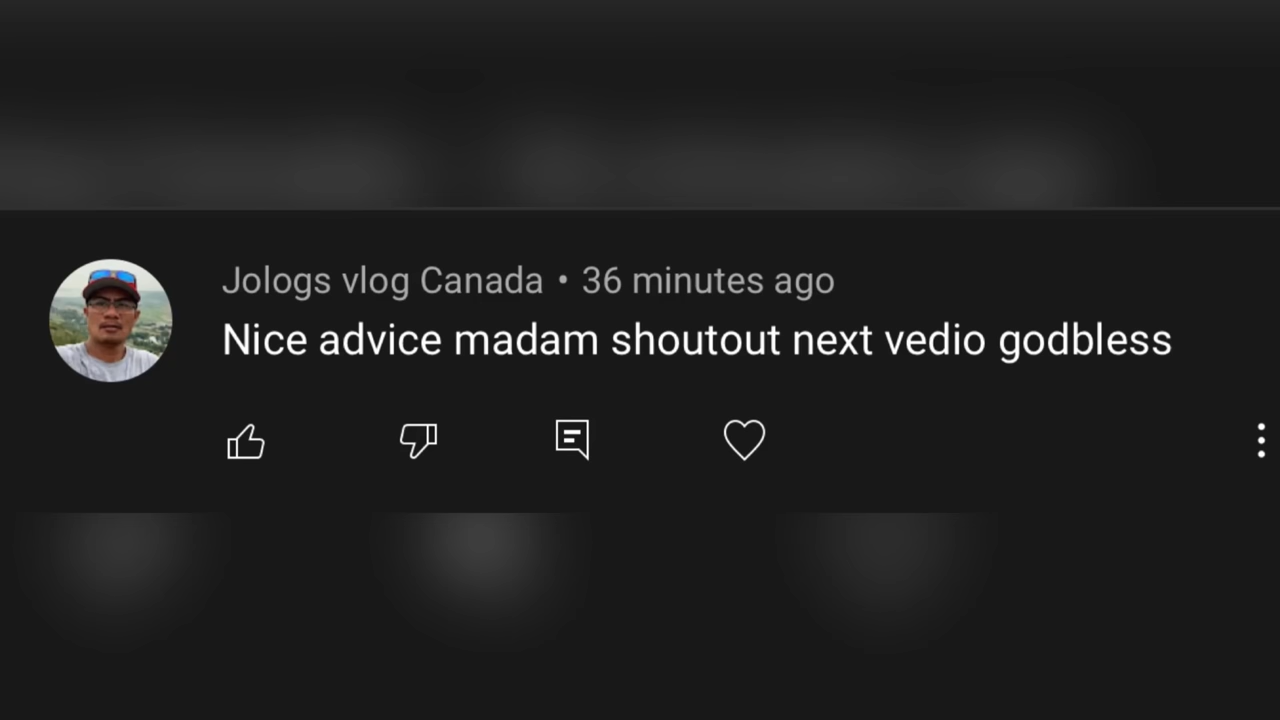 Jologs vlog Canada • 36 minutes ago
Nice advice madam shoutout next vedio godbless